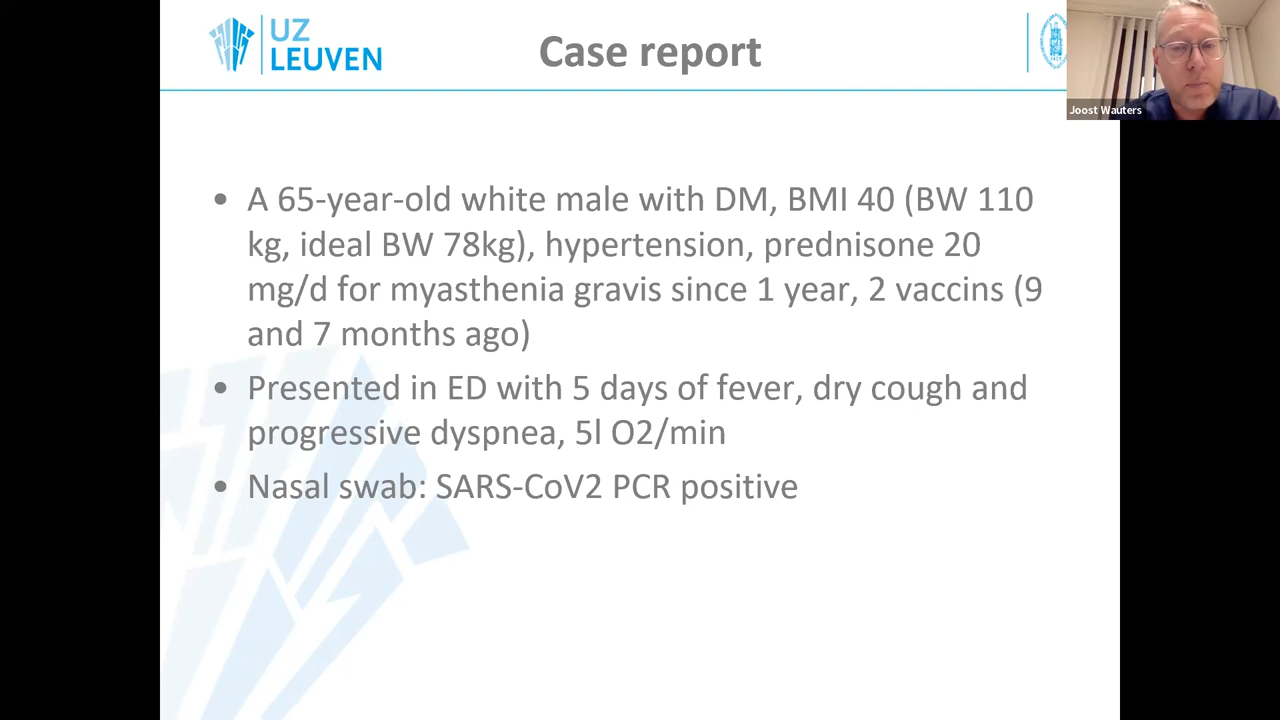 UZ
LEUVEN
Case report
Joost Wauters
• A 65-year-old white male with DM, BMI 40 (BW 110
kg, ideal BW 78kg), hypertension, prednisone 20
mg/d for myasthenia gravis since 1 year, 2 vaccins (9
and 7 months ago)
• Presented in ED with 5 days of fever, dry cough and
progressive dyspnea, 5l O2/min
• Nasal swab: SARS-CoV2 PCR positive